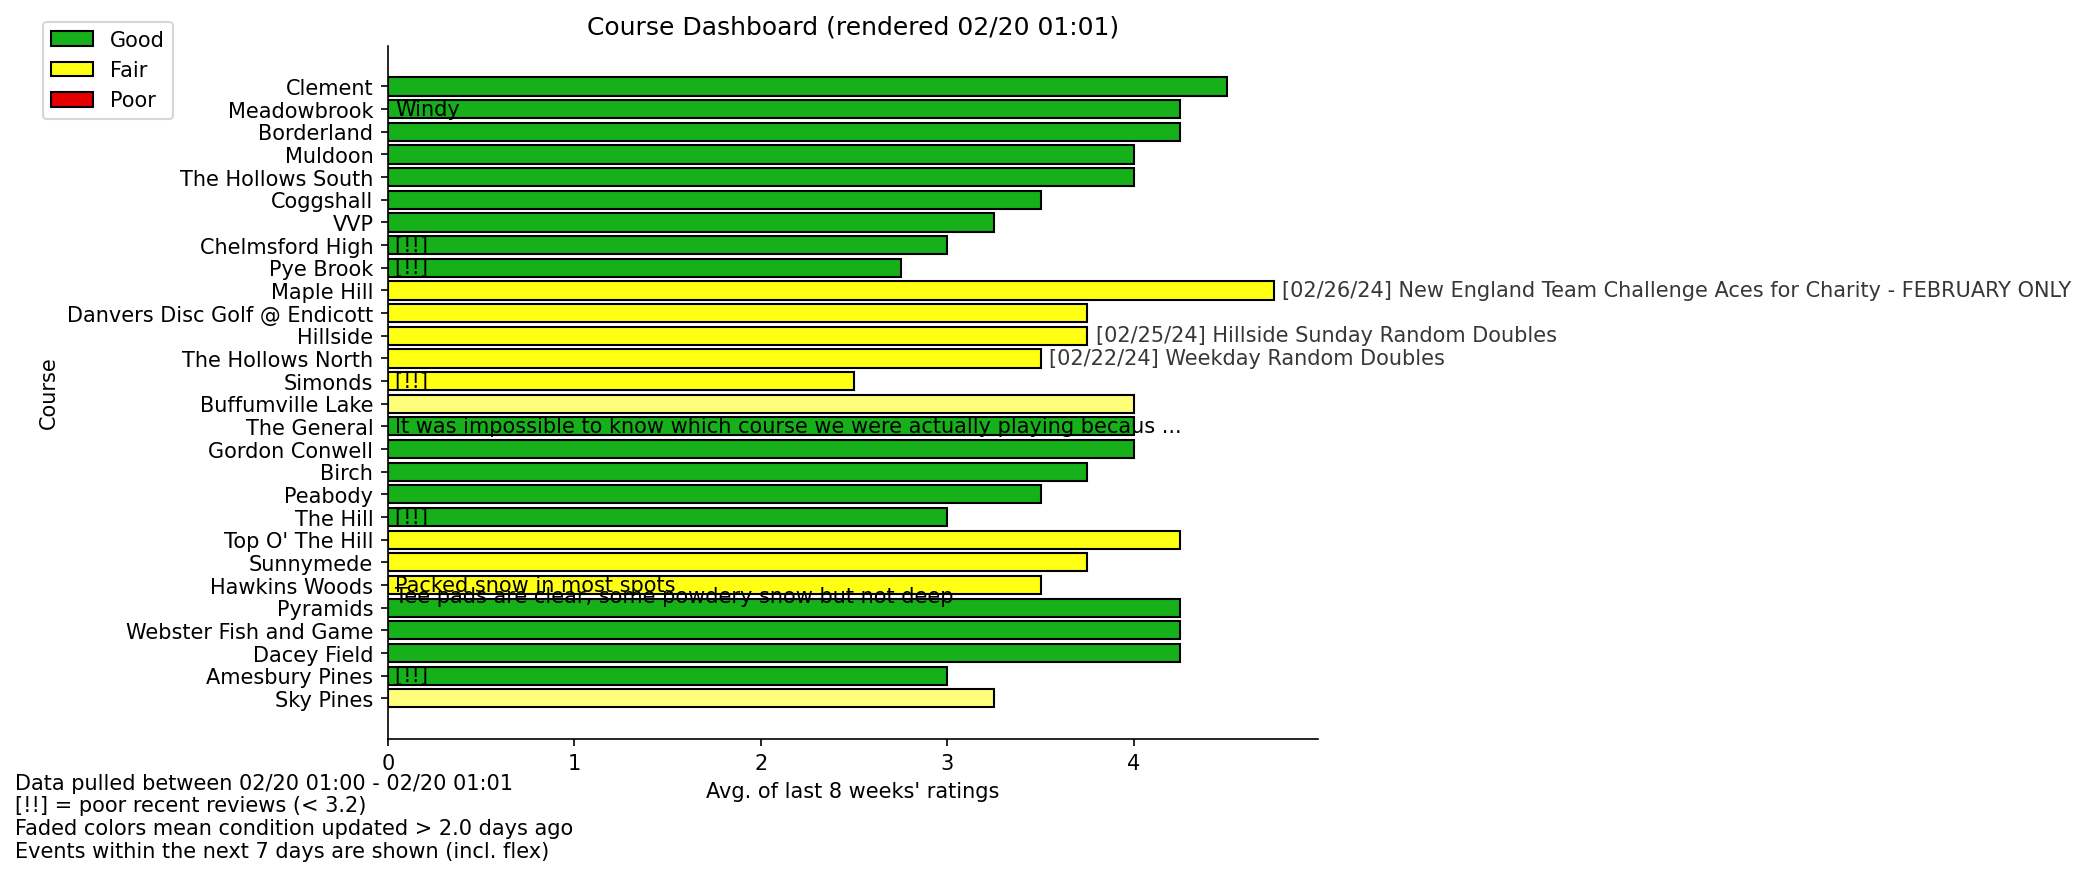 Course Dashboard (rendered 02/20 01:01)
Good
Fair
Poor
Course
Clement
Meadowbrook Windy
Borderland
Muldoon
The Hollows South
Coggshall
VVP
Chelmsford High [!!]
Pye Brook [!!]
Maple Hill [02/26/24] New England Team Challenge Aces for Charity - FEBRUARY ONLY
Danvers Disc Golf @ Endicott
Hillside [02/25/24] Hillside Sunday Random Doubles
The Hollows North [02/22/24] Weekday Random Doubles
Simonds [!!]
Buffumville Lake
The General It was impossible to know which course we were actually playing becaus ...
Gordon Conwell
Birch
Peabody
The Hill [!!]
Top O' The Hill
Sunnymede
Hawkins Woods Packed snow in most spots
Tee pads are clear, some powdery snow but not deep
Pyramids
Webster Fish and Game
Dacey Field
Amesbury Pines [!!]
Sky Pines
0 1 2 3 4
Avg. of last 8 weeks' ratings
Data pulled between 02/20 01:00 - 02/20 01:01
[!!] = poor recent reviews (< 3.2)
Faded colors mean condition updated > 2.0 days ago
Events within the next 7 days are shown (incl. flex)